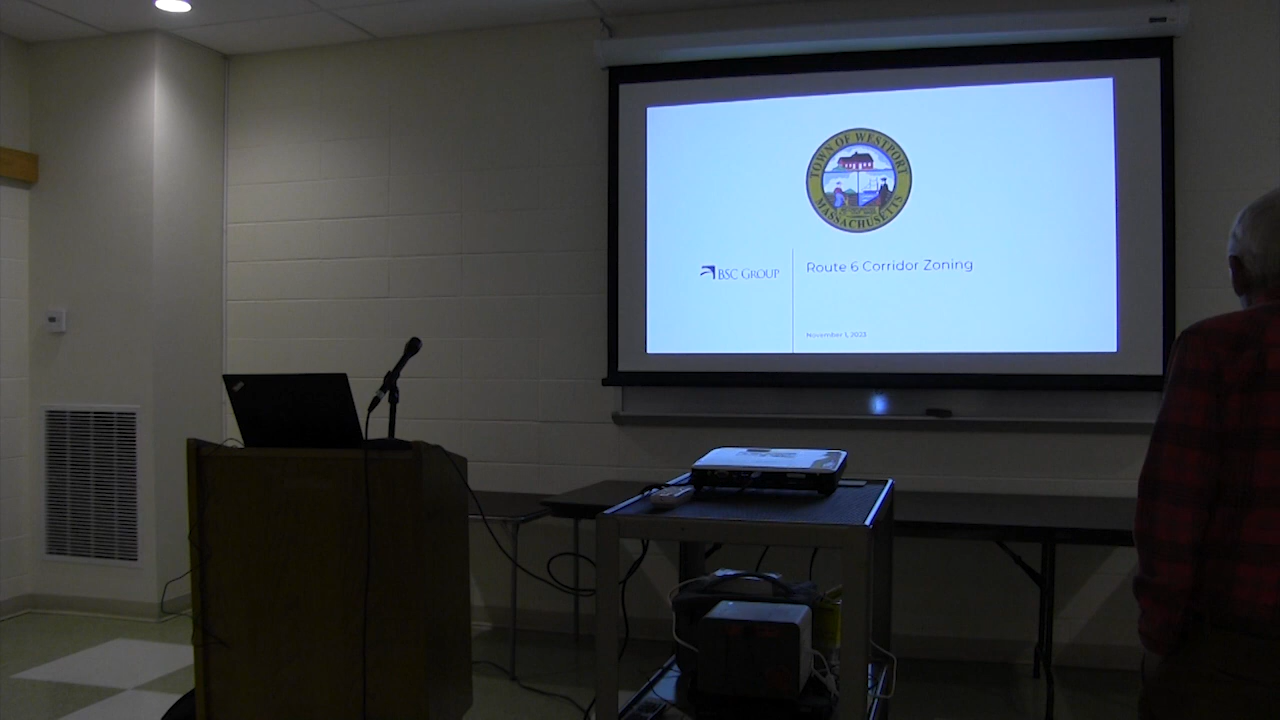 TOWN OF WESTPORT
MASSACHUSETTS
BSC GROUP
Route 6 Corridor Zoning
November 1, 2023